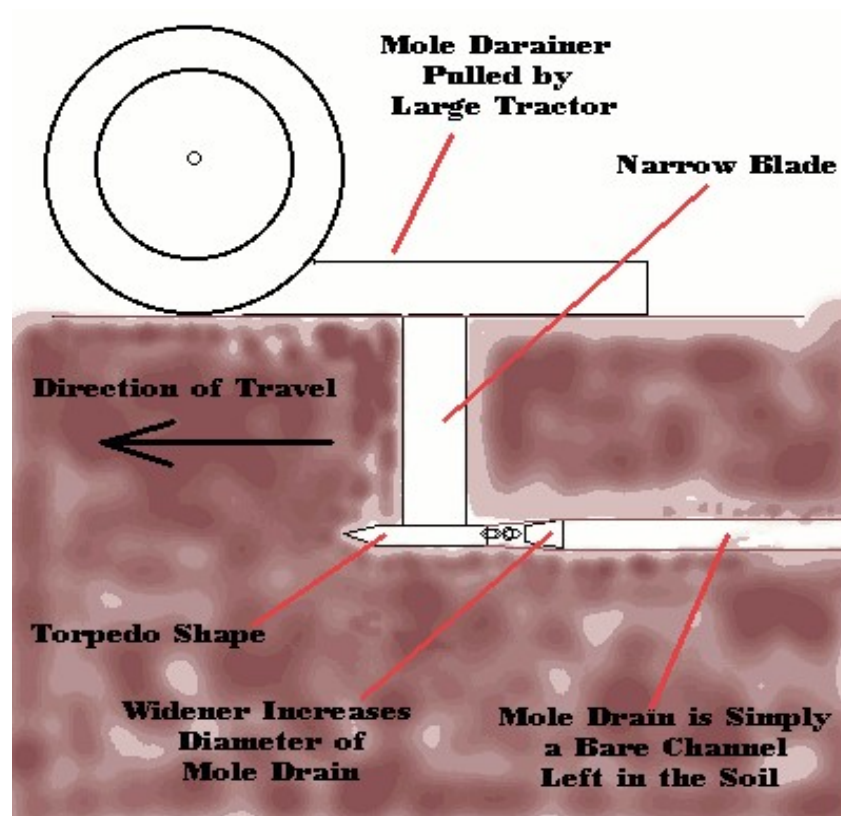 Mole Darainer
Pulled by
Large Tractor
Narrow Blade
Direction of Travel
Torpedo Shape
Widener Increases
Diameter of
Mole Drain
Mole Drain is Simply
a Bare Channel
Left in the Soil